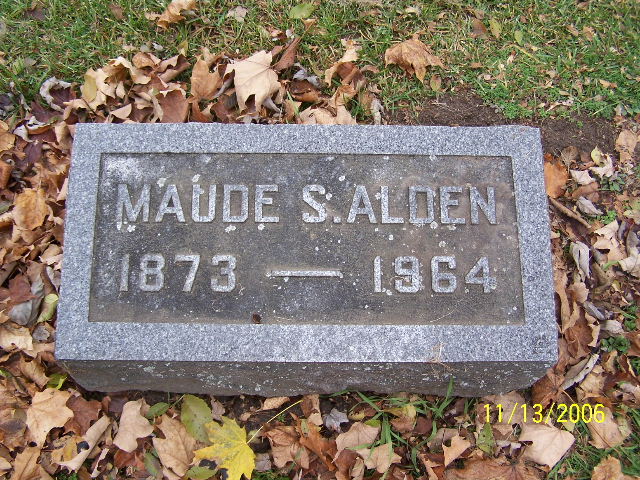 MAUDE S. ALDEN
1873 — 1964
11/13/2006